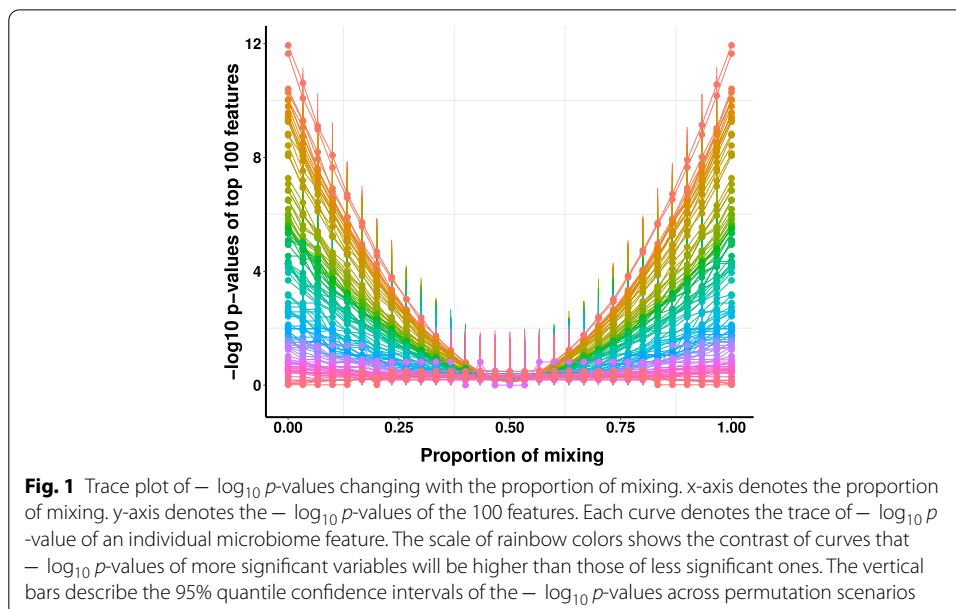 12
8
4
0
−log10 p−values of top 100 features
0.00 0.25 0.50 0.75 1.00
Proportion of mixing
Fig. 1 Trace plot of − log10 p-values changing with the proportion of mixing. x-axis denotes the proportion
of mixing. y-axis denotes the − log10 p-values of the 100 features. Each curve denotes the trace of − log10 p
-value of an individual microbiome feature. The scale of rainbow colors shows the contrast of curves that
− log10 p-values of more significant variables will be higher than those of less significant ones. The vertical
bars describe the 95% quantile confidence intervals of the − log10 p-values across permutation scenarios